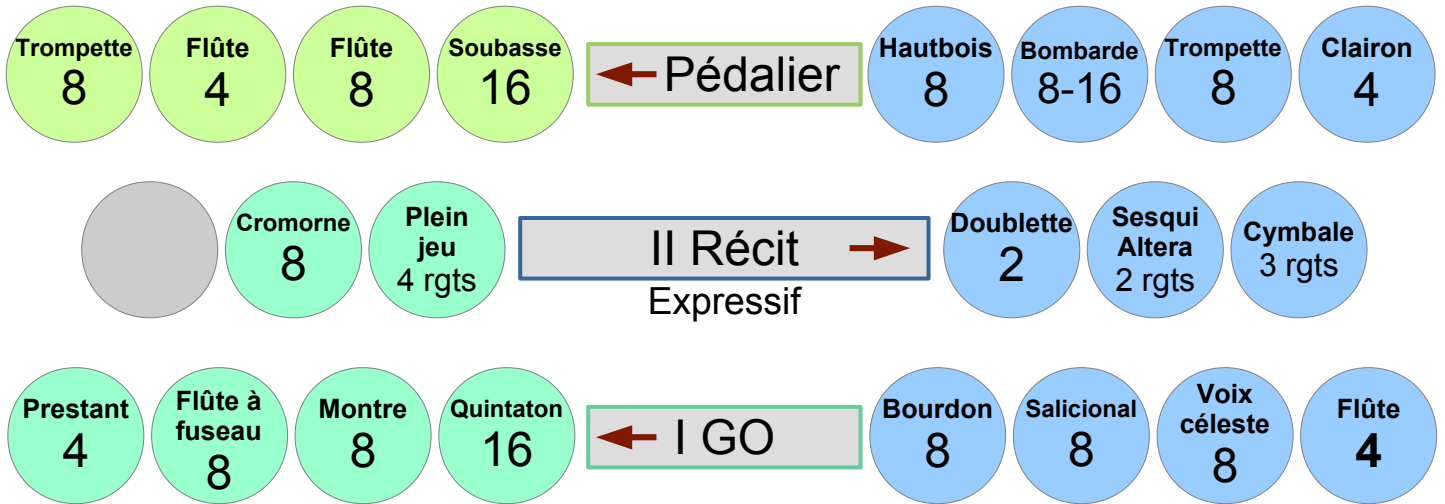 Trompette
8
Flûte
4
Flûte
8
Soubasse
16
Pédalier
Hautbois
8
Bombarde
8-16
Trompette
8
Clairon
4
Cromorne
8
Plein
jeu
4 rgts
II Récit
Expressif
Doublette
2
Sesqui
Altera
2 rgts
Cymbale
3 rgts
Prestant
4
Flûte à
fuseau
8
Montre
8
Quintaton
16
I GO
Bourdon
8
Salicional
8
Voix
céleste
8
Flûte
4